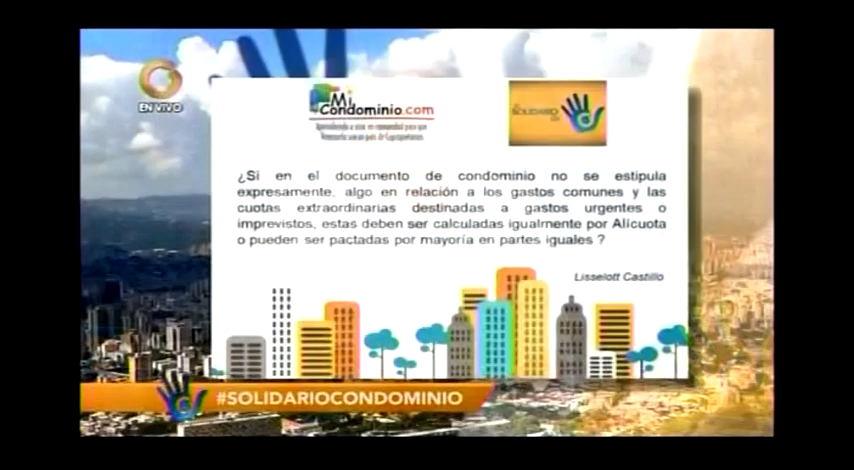 EN VIVO
Mi
Condominio.com
¿Si en el documento de condominio no se estipula
expresamente, algo en relación a los gastos comunes y las
cuotas extraordinarias destinadas a gastos urgentes o
imprevistos, estas deben ser calculadas igualmente por Alícuota
o pueden ser pactadas por mayoría en partes iguales ?
Lisselott Castillo
SOLIDARIO
#SOLIDARIOCONDOMINIO